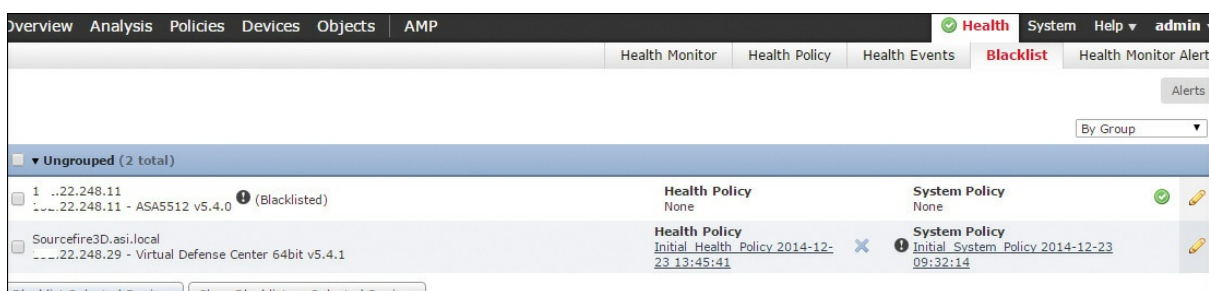 Overview Analysis Policies Devices Objects AMP Health System Help admin
Health Monitor Health Policy Health Events Blacklist Health Monitor Alert
Alerts
By Group
Ungrouped (2 total)
1 ..22.248.11 (Blacklisted)
.22.248.11 - ASA5512 v5.4.0
Health Policy
None
System Policy
None
Sourcefire3D.asi.local
.22.248.29 - Virtual Defense Center 64bit v5.4.1
Health Policy
Initial Health Policy 2014-12-
23 13:45:41
System Policy
Initial System Policy 2014-12-23
09:32:14